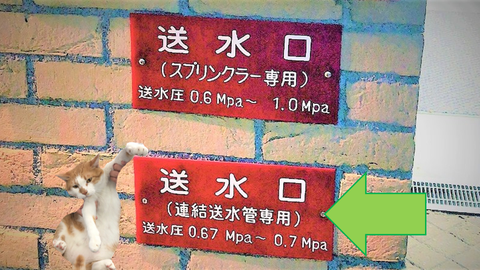 送水口
(スプリンクラー専用)
送水圧 0.6 Mpa～ 1.0 Mpa
送水口
(連結送水管専用)
送水圧 0.67 Mpa～ 0.7 Mpa